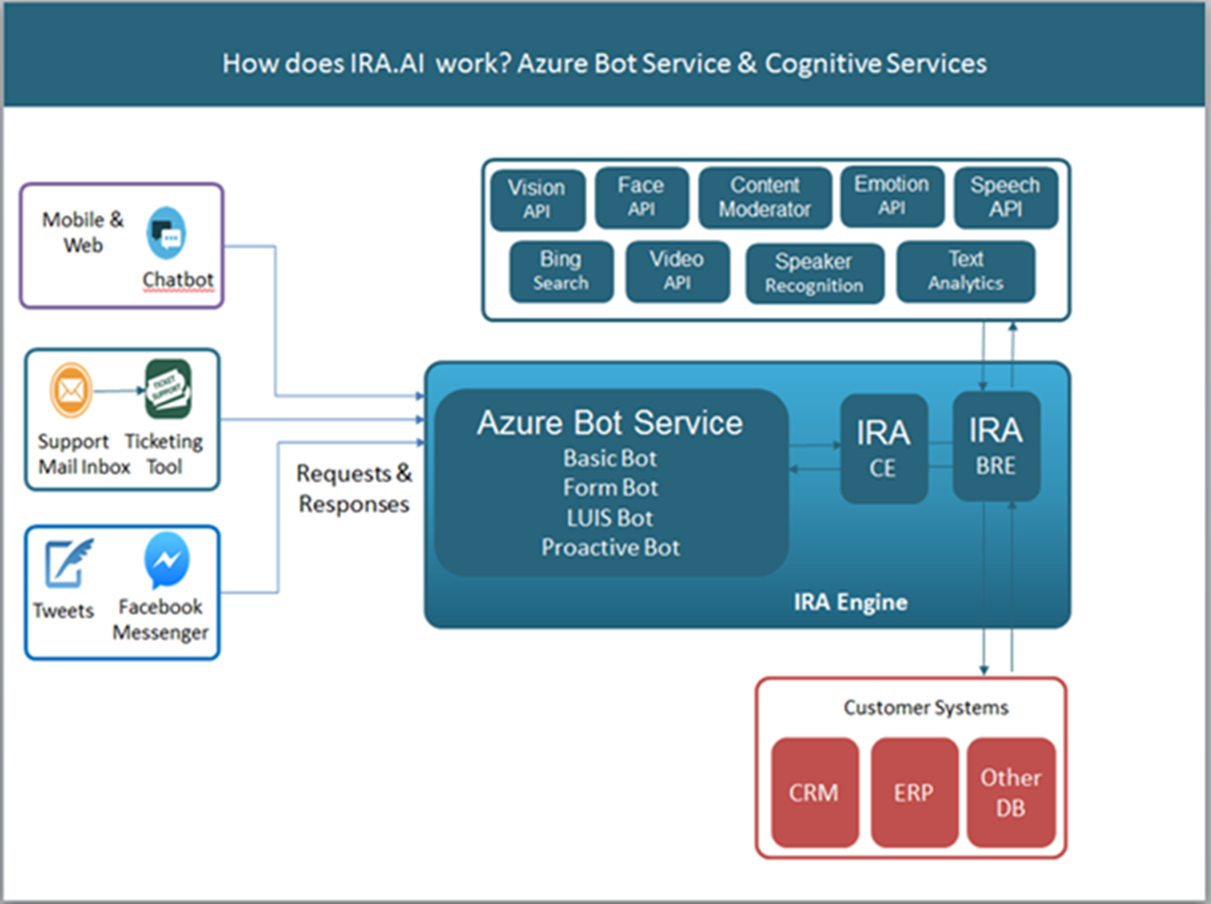 How does IRA.AI work? Azure Bot Service & Cognitive Services
Mobile &
Web
Chatbot
Support
Mail Inbox
TICKET
SUPPORT
Ticketing
Tool
Tweets
Facebook
Messenger
Requests &
Responses
Vision
API
Face
API
Content
Moderator
Emotion
API
Speech
API
Bing
Search
Video
API
Speaker
Recognition
Text
Analytics
Azure Bot Service
Basic Bot
Form Bot
LUIS Bot
Proactive Bot
IRA
CE
IRA
BRE
IRA Engine
Customer Systems
CRM
ERP
Other
DB